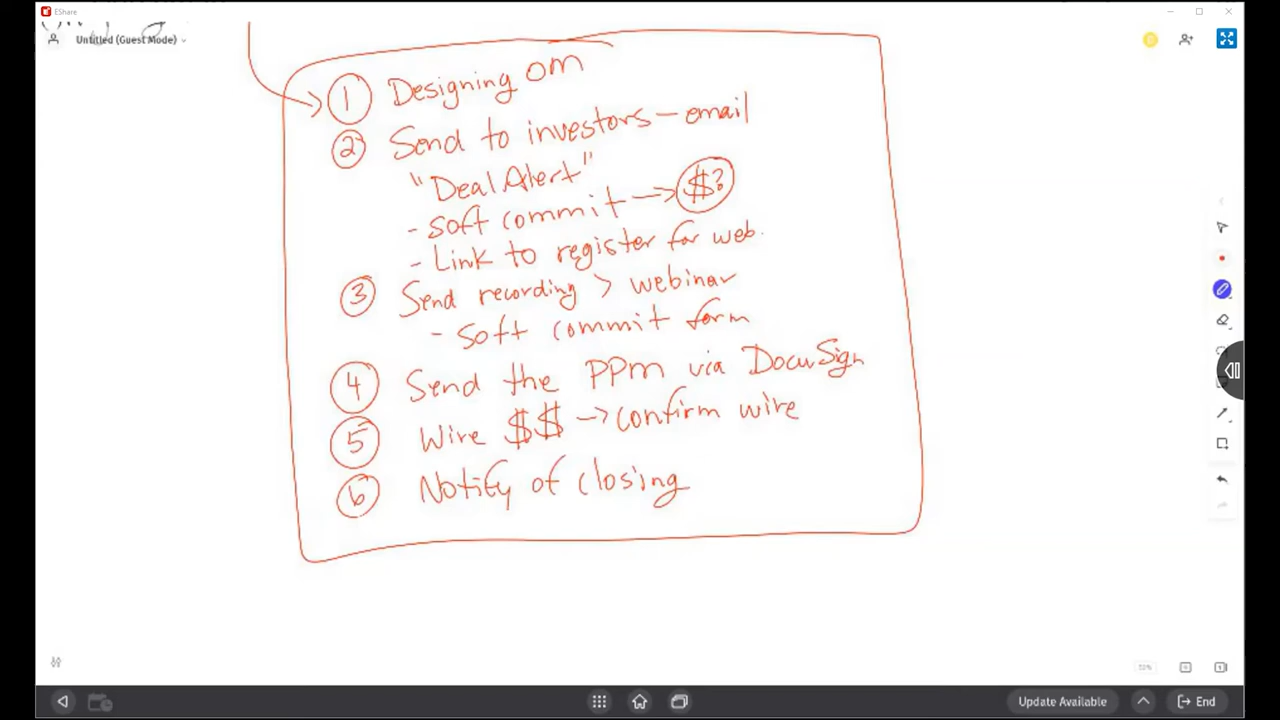 EShare
Untitled (Guest Mode)
1 Designing OM
2 Send to investors - email
"Deal Alert"
- soft commit → $?
- Link to register for web.
3 Send recording > webinar
- soft commit form
4 Send the PPM via DocuSign
5 Wire $$ → confirm wire
6 Notify of closing
Update Available
End